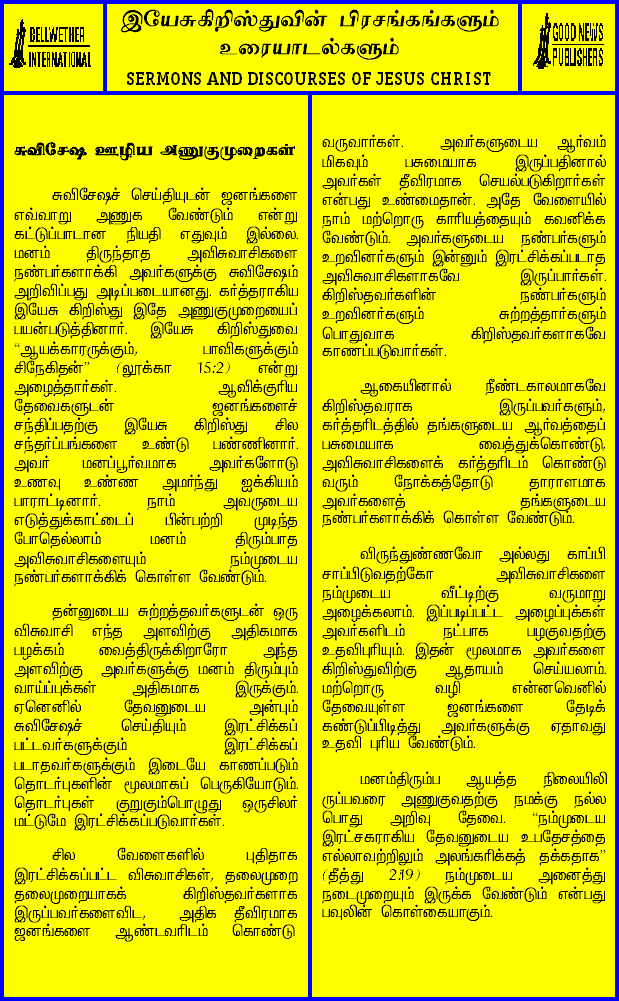 BELLWETHER
INTERNATIONAL
இயேசுகிறிஸ்துவின் பிரசங்கங்களும்
உரையாடல்களும்
SERMONS AND DISCOURSES OF JESUS CHRIST
GOOD NEWS
PUBLISHERS
சுவிசேஷ ஊழிய அணுகுமுறைகள்
சுவிசேஷச் செய்தியுடன் ஜனங்களை
எவ்வாறு அணுக வேண்டும் என்று
கட்டுப்பாடான நியதி எதுவும் இல்லை.
மனம் திருந்தாத அவிசுவாசிகளை
நண்பர்களாக்கி அவர்களுக்கு சுவிசேஷம்
அறிவிப்பது அடிப்படையானது. கர்த்தராகிய
இயேசு கிறிஸ்து இதே அணுகுமுறையைப்
பயன்படுத்தினார். இயேசு கிறிஸ்துவை
“ஆயக்காரருக்கும், பாவிகளுக்கும்
சிநேகிதன்” (லூக்கா 15:2) என்று
அழைத்தார்கள். ஆவிக்குரிய
தேவைகளுடன் ஜனங்களைச்
சந்திப்பதற்கு இயேசு கிறிஸ்து சில
சந்தர்ப்பங்களை உண்டு பண்ணினார்.
அவர் மனப்பூர்வமாக அவர்களோடு
உணவு உண்ண அமர்ந்து ஐக்கியம்
பாராட்டினார். நாம் அவருடைய
எடுத்துக்காட்டைப் பின்பற்றி முடிந்த
போதெல்லாம் மனம் திரும்பாத
அவிசுவாசிகளையும் நம்முடைய
நண்பர்களாக்கிக் கொள்ள வேண்டும்.
தன்னுடைய சுற்றத்தவர்களுடன் ஒரு
விசுவாசி எந்த அளவிற்கு அதிகமாக
பழக்கம் வைத்திருக்கிறாரோ அந்த
அளவிற்கு அவர்களுக்கு மனம் திரும்பும்
வாய்ப்புக்கள் அதிகமாக இருக்கும்.
ஏனெனில் தேவனுடைய அன்பும்
சுவிசேஷச் செய்தியும் இரட்சிக்கப்
பட்டவர்களுக்கும் இரட்சிக்கப்
படாதவர்களுக்கும் இடையே காணப்படும்
தொடர்புகளின் மூலமாகப் பெருகியோடும்.
தொடர்புகள் குறுகும்பொழுது ஒருசிலர்
மட்டுமே இரட்சிக்கப்படுவார்கள்.
சில வேளைகளில் புதிதாக
இரட்சிக்கப்பட்ட விசுவாசிகள், தலைமுறை
தலைமுறையாகக் கிறிஸ்தவர்களாக
இருப்பவர்களைவிட, அதிக தீவிரமாக
ஜனங்களை ஆண்டவரிடம் கொண்டு
வருவார்கள். அவர்களுடைய ஆர்வம்
மிகவும் பசுமையாக இருப்பதினால்
அவர்கள் தீவிரமாக செயல்படுகிறார்கள்
என்பது உண்மைதான். அதே வேளையில்
நாம் மற்றொரு காரியத்தையும் கவனிக்க
வேண்டும். அவர்களுடைய நண்பர்களும்
உறவினர்களும் இன்னும் இரட்சிக்கப்படாத
அவிசுவாசிகளாகவே இருப்பார்கள்.
கிறிஸ்தவர்களின் நண்பர்களும்
உறவினர்களும் சுற்றத்தார்களும்
பொதுவாக கிறிஸ்தவர்களாகவே
காணப்படுவார்கள்.
ஆகையினால் நீண்டகாலமாகவே
கிறிஸ்தவராக இருப்பவர்களும்,
கர்த்தரிடத்தில் தங்களுடைய ஆர்வத்தைப்
பசுமையாக வைத்துக்கொண்டு,
அவிசுவாசிகளைக் கர்த்தரிடம் கொண்டு
வரும் நோக்கத்தோடு தாராளமாக
அவர்களைத் தங்களுடைய
நண்பர்களாக்கிக் கொள்ள வேண்டும்.
விருந்துண்ணவோ அல்லது காப்பி
சாப்பிடுவதற்கோ அவிசுவாசிகளை
நம்முடைய வீட்டிற்கு வருமாறு
அழைக்கலாம். இப்படிப்பட்ட அழைப்புக்கள்
அவர்களிடம் நட்பாக பழகுவதற்கு
உதவிபுரியும். இதன் மூலமாக அவர்களை
கிறிஸ்துவிற்கு ஆதாயம் செய்யலாம்.
மற்றொரு வழி என்னவெனில்
தேவையுள்ள ஜனங்களை தேடிக்
கண்டுப்பிடித்து அவர்களுக்கு ஏதாவது
உதவி புரிய வேண்டும்.
மனம்திரும்ப ஆயத்த நிலையிலி
ருப்பவரை அணுகுவதற்கு நமக்கு நல்ல
பொது அறிவு தேவை. “நம்முடைய
இரட்சகராகிய தேவனுடைய உபதேசத்தை
எல்லாவற்றிலும் அலங்கரிக்கத் தக்கதாக”
(தீத்து 2:19) நம்முடைய அனைத்து
நடைமுறையும் இருக்க வேண்டும் என்பது
பவுலின் கொள்கையாகும்.